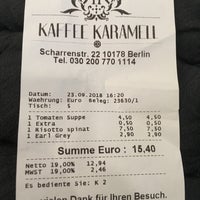 KAFFEE KARAMELL
Scharrenstr. 22 10178 Berlin
Tel. 030 200 770 1114
Datum: 23.09.2018 16:20
Waehrung: Euro Beleg: 23630/1
Tisch: S
1 Tomaten Suppe 4,50 4,50
1 Extra 0,50 0,50
1 Risotto spinat 7,50 7,50
1 Earl Grey 2,90 2,90
Summe Euro : 15,40
Netto 19,00% 12,94
MWST 19,00% 2,46
Es bediente Sie: K 2
Vielen Dank für Ihren Besuch.